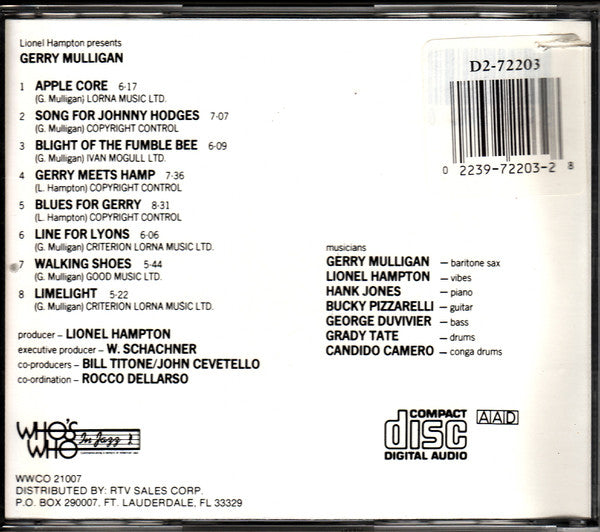 Lionel Hampton presents
GERRY MULLIGAN
1 APPLE CORE 6·17
(G. Mulligan) LORNA MUSIC LTD.
2 SONG FOR JOHNNY HODGES 7·07
(G. Mulligan) COPYRIGHT CONTROL
3 BLIGHT OF THE FUMBLE BEE 6·09
(G. Mulligan) IVAN MOGULL LTD.
4 GERRY MEETS HAMP 7·36
(L. Hampton) COPYRIGHT CONTROL
5 BLUES FOR GERRY 8·31
(L. Hampton) COPYRIGHT CONTROL
6 LINE FOR LYONS 6·06
(G. Mulligan) CRITERION LORNA MUSIC LTD.
7 WALKING SHOES 5·44
(G. Mulligan) GOOD MUSIC LTD.
8 LIMELIGHT 5·22
(G. Mulligan) CRITERION LORNA MUSIC LTD.
producer – LIONEL HAMPTON
executive producer – W. SCHACHNER
co-producers – BILL TITONE/JOHN CEVETELLO
co-ordination – ROCCO DELLARSO
D2-72203
0 2239-72203-2 8
musicians
GERRY MULLIGAN – baritone sax
LIONEL HAMPTON – vibes
HANK JONES – piano
BUCKY PIZZARELLI – guitar
GEORGE DUVIVIER – bass
GRADY TATE – drums
CANDIDO CAMERO – conga drums
WHO'S
WHO In Jazz
COMPACT
disc
DIGITAL AUDIO
AAD
WWCO 21007
DISTRIBUTED BY: RTV SALES CORP.
P.O. BOX 290007, FT. LAUDERDALE, FL 33329